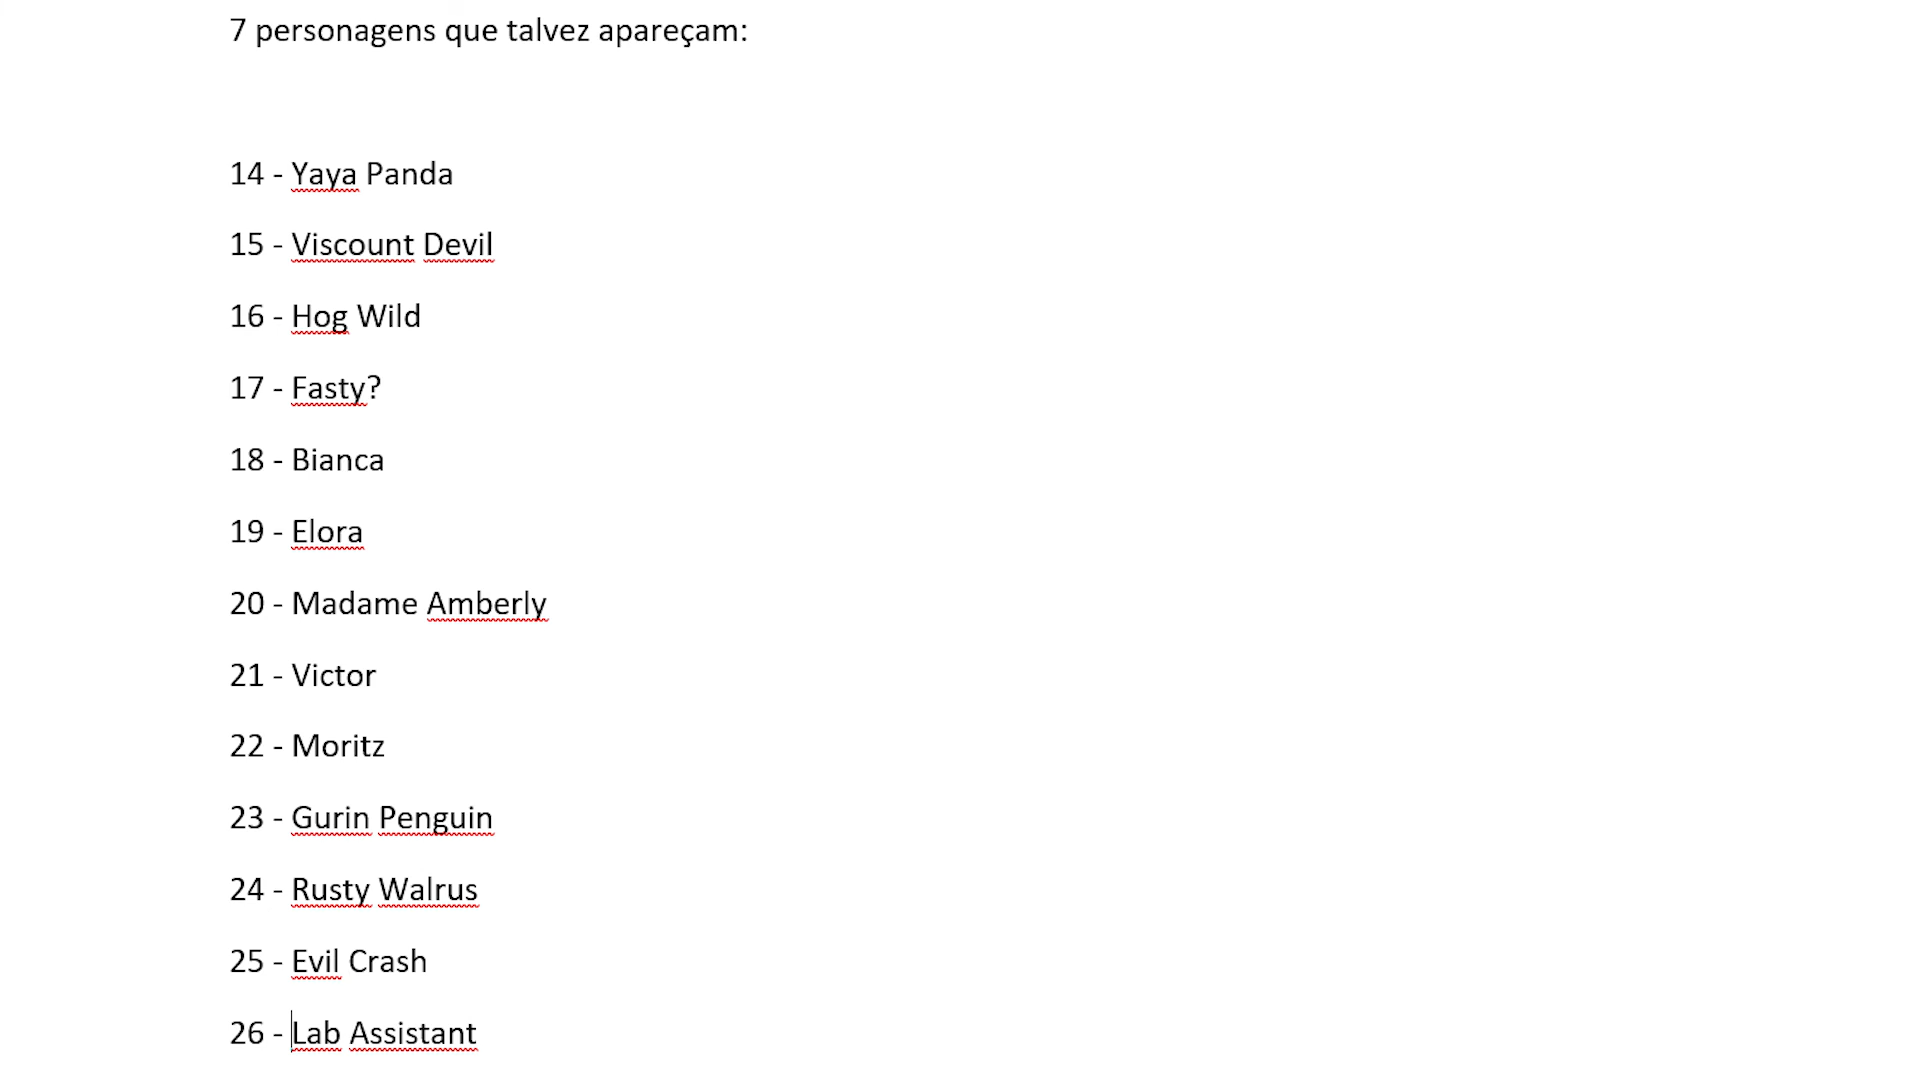 7 personagens que talvez apareçam:
14 - Yaya Panda
15 - Viscount Devil
16 - Hog Wild
17 - Fasty?
18 - Bianca
19 - Elora
20 - Madame Amberly
21 - Victor
22 - Moritz
23 - Gurin Penguin
24 - Rusty Walrus
25 - Evil Crash
26 - Lab Assistant